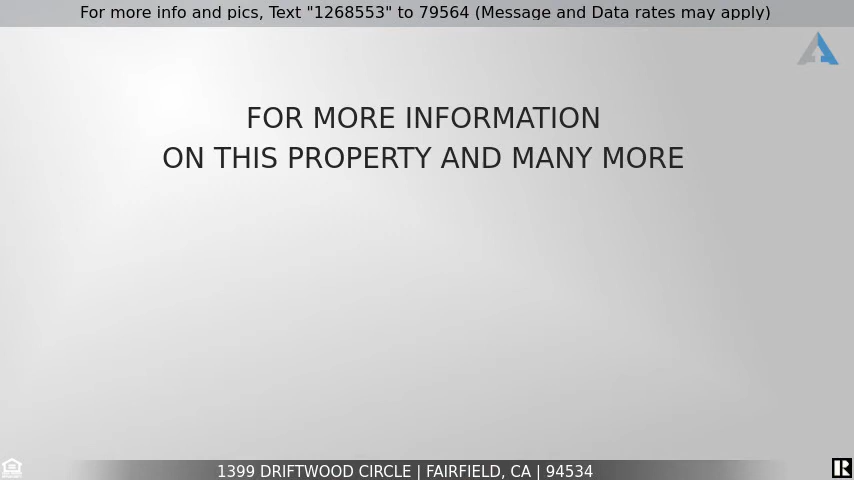 For more info and pics, Text "1268553" to 79564 (Message and Data rates may apply)
FOR MORE INFORMATION
ON THIS PROPERTY AND MANY MORE
1399 DRIFTWOOD CIRCLE | FAIRFIELD, CA | 94534